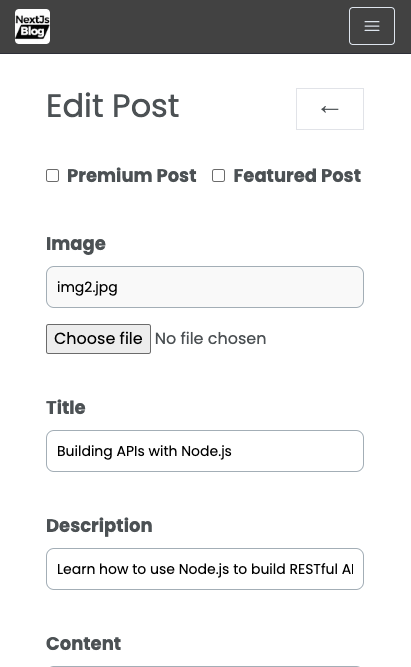 NextJs
Blog
Edit Post
←
Premium Post Featured Post
Image
img2.jpg
Choose file No file chosen
Title
Building APIs with Node.js
Description
Learn how to use Node.js to build RESTful
Content